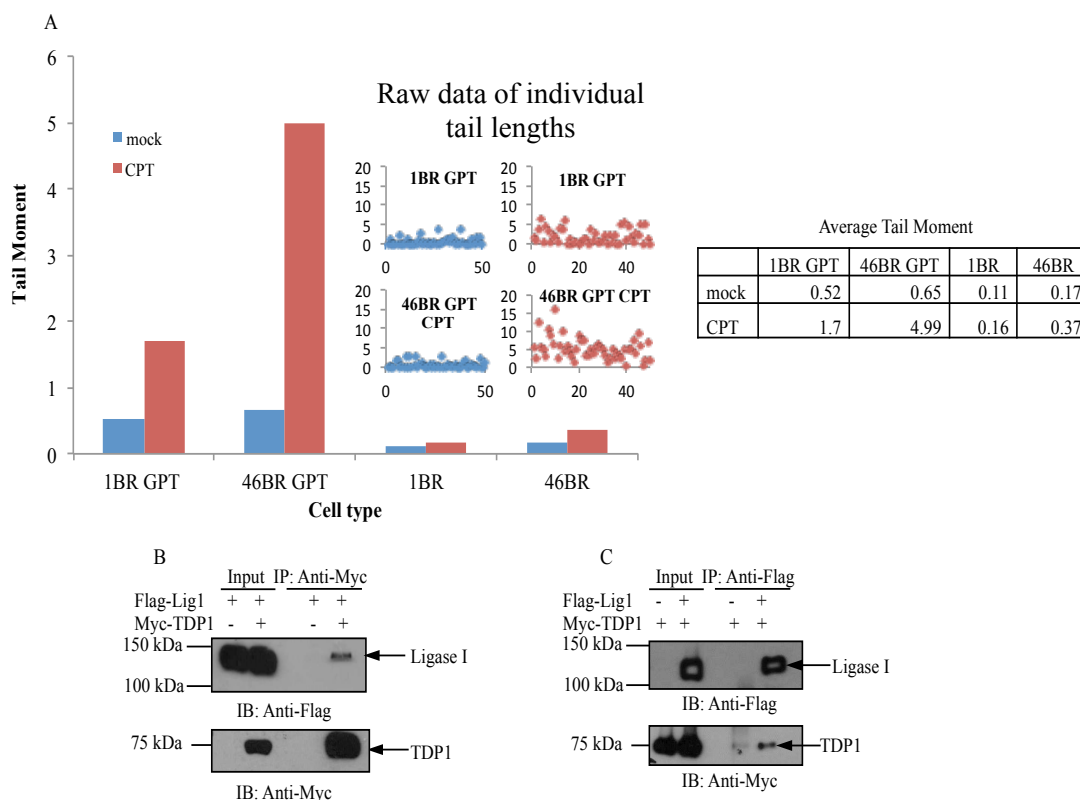 A
6
5
4
3
2
1
0
Tail Moment
mock
CPT
Raw data of individual
tail lengths
20
15
10
5
0
1BR GPT
0
50
20
15
10
5
0
1BR GPT
0
20
40
20
15
10
5
0
46BR GPT
CPT
0
50
20
15
10
5
0
46BR GPT CPT
0
20
40
1BR GPT
46BR GPT
1BR
46BR
Cell type
Average Tail Moment
1BR GPT 46BR GPT 1BR 46BR
mock 0.52 0.65 0.11 0.17
CPT 1.7 4.99 0.16 0.37
B
Input IP: Anti-Myc
Flag-Lig1 + + + +
Myc-TDP1 - + - +
150 kDa
100 kDa
Ligase I
IB: Anti-Flag
75 kDa
TDP1
IB: Anti-Myc
C
Input IP: Anti-Flag
Flag-Lig1 - + - +
Myc-TDP1 + + + +
150 kDa
100 kDa
Ligase I
IB: Anti-Flag
75 kDa
TDP1
IB: Anti-Myc